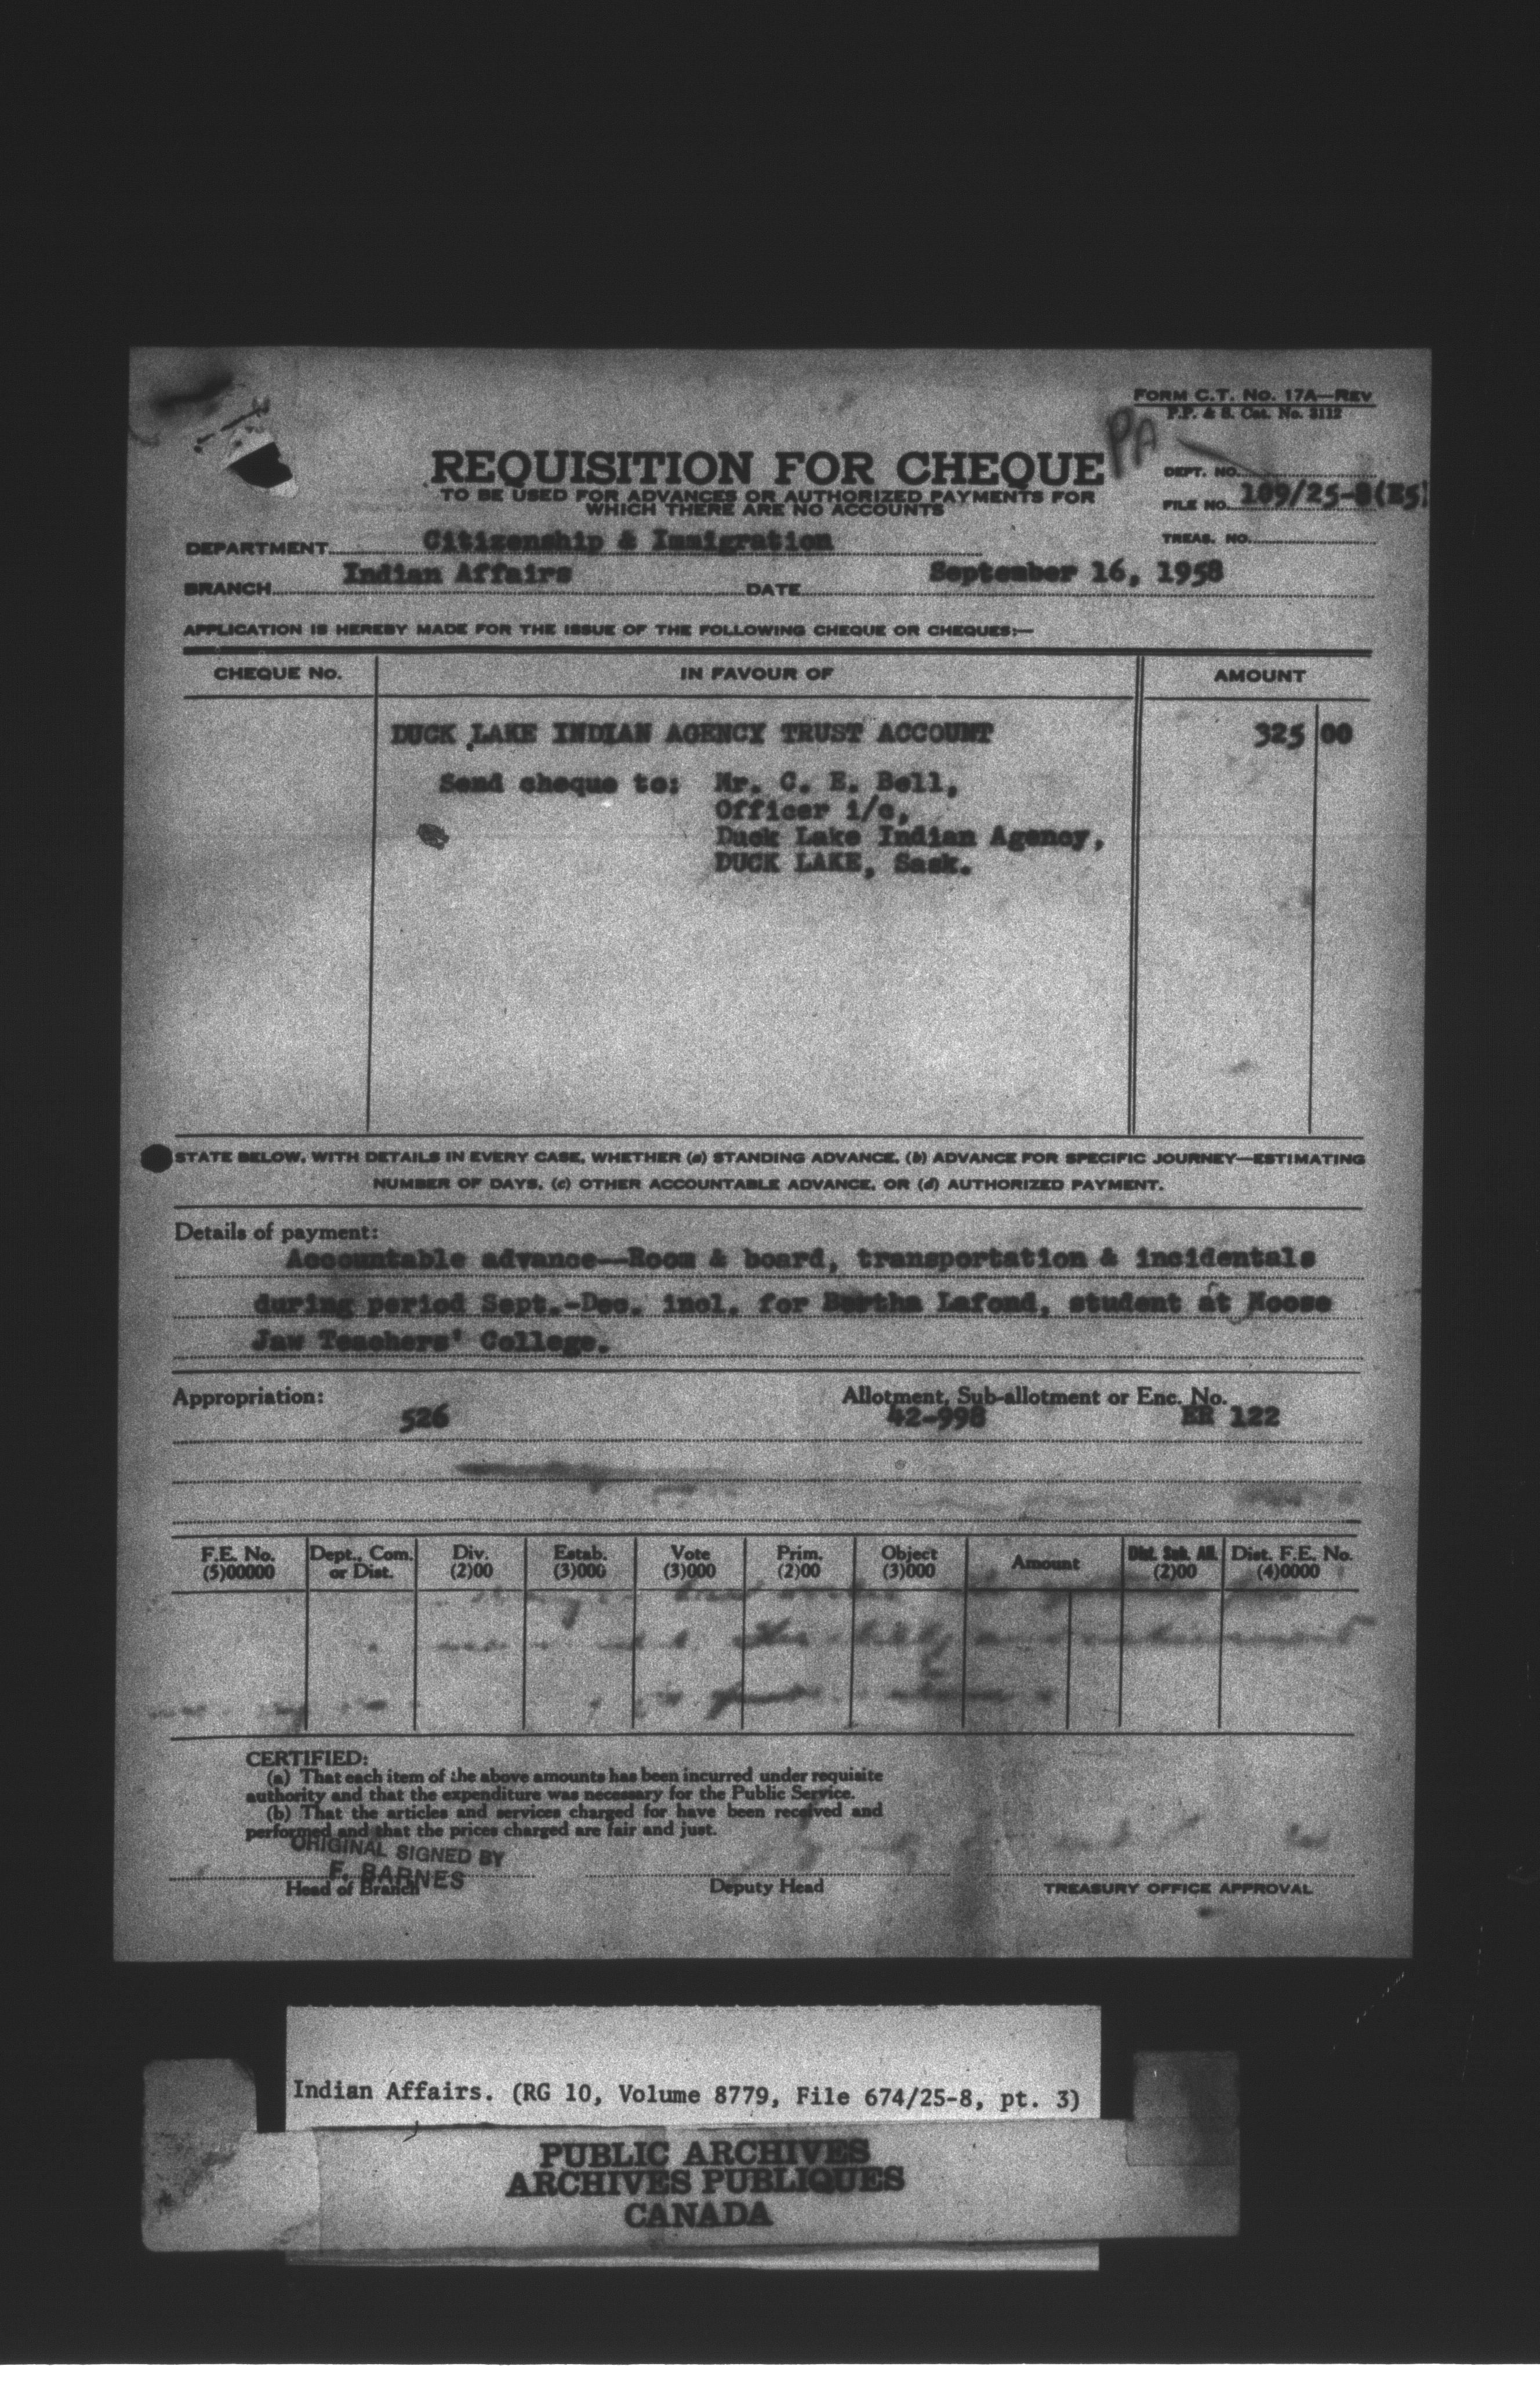 FORM C.T. No. 17A—REV
P.P. & S. Cat. No. 3112
PA
REQUISITION FOR CHEQUE
TO BE USED FOR ADVANCES OR AUTHORIZED PAYMENTS FOR
WHICH THERE ARE NO ACCOUNTS
DEPT. NO.
FILE NO. 109/25-8(E5)
TREAS. NO.
DEPARTMENT Citizenship & Immigration
BRANCH Indian Affairs DATE September 16, 1958
APPLICATION IS HEREBY MADE FOR THE ISSUE OF THE FOLLOWING CHEQUE OR CHEQUES:—
CHEQUE No. IN FAVOUR OF AMOUNT
DUCK LAKE INDIAN AGENCY TRUST ACCOUNT 325 00
Send cheque to: Mr. C. E. Bell,
Officer i/c,
Duck Lake Indian Agency,
DUCK LAKE, Sask.
STATE BELOW, WITH DETAILS IN EVERY CASE, WHETHER (a) STANDING ADVANCE, (b) ADVANCE FOR SPECIFIC JOURNEY—ESTIMATING
NUMBER OF DAYS, (c) OTHER ACCOUNTABLE ADVANCE, OR (d) AUTHORIZED PAYMENT.
Details of payment:
Accountable advance—Room & board, transportation & incidentals
during period Sept.-Dec. incl. for Bertha Lafond, student at Moose
Jaw Teachers' College.
Appropriation: Allotment, Sub-allotment or Enc. No.
526 42-998 ER 122
F.E. No. (5)00000 Dept., Com. or Dist. Div. (2)00 Estab. (3)000 Vote (3)000 Prim. (2)00 Object (3)000 Amount Dist. Sub. All. (2)00 Dist. F.E. No. (4)0000
CERTIFIED:
(a) That each item of the above amounts has been incurred under requisite
authority and that the expenditure was necessary for the Public Service.
(b) That the articles and services charged for have been received and
performed and that the prices charged are fair and just.
ORIGINAL SIGNED BY
F. BARNES
Head of Branch Deputy Head TREASURY OFFICE APPROVAL
Indian Affairs. (RG 10, Volume 8779, File 674/25-8, pt. 3)
PUBLIC ARCHIVES
ARCHIVES PUBLIQUES
CANADA